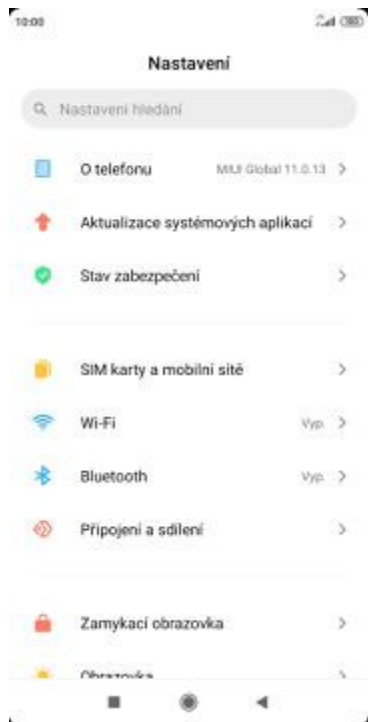 10:00
Nastavení
Nastavení hledání
O telefonu MIUI Global 11.0.13
Aktualizace systémových aplikací
Stav zabezpečení
SIM karty a mobilní sítě
Wi-Fi Vyp.
Bluetooth Vyp.
Připojení a sdílení
Zamykací obrazovka
Obrazovka